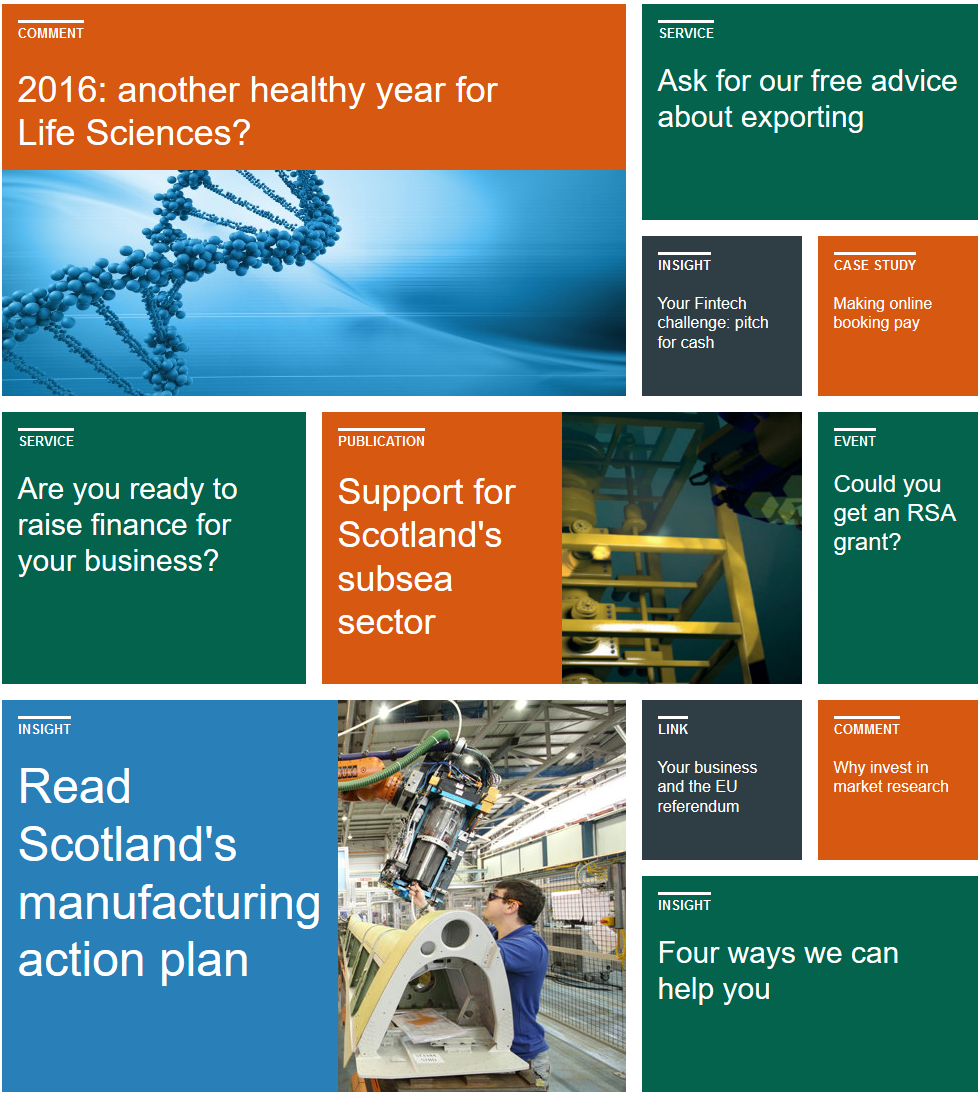 COMMENT
2016: another healthy year for
Life Sciences?
SERVICE
Ask for our free advice
about exporting
INSIGHT
Your Fintech
challenge: pitch
for cash
CASE STUDY
Making online
booking pay
SERVICE
Are you ready to
raise finance for
your business?
PUBLICATION
Support for
Scotland's
subsea
sector
EVENT
Could you
get an RSA
grant?
INSIGHT
Read
Scotland's
manufacturing
action plan
LINK
Your business
and the EU
referendum
COMMENT
Why invest in
market research
INSIGHT
Four ways we can
help you